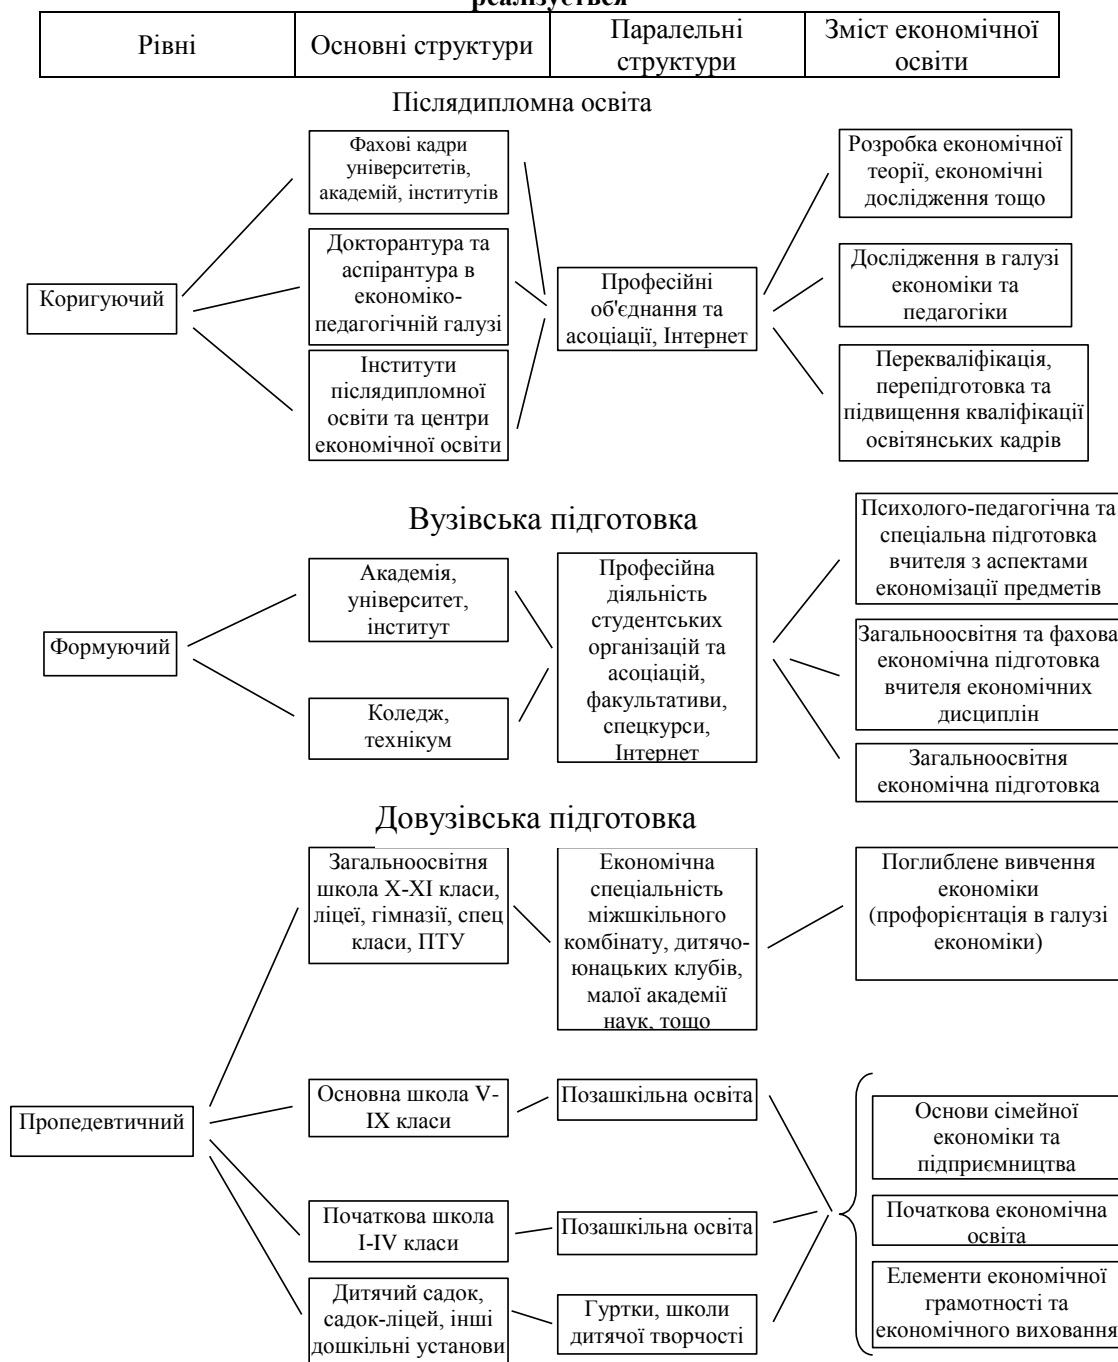 реалізується
Рівні
Основні структури
Паралельні
структури
Зміст економічної
освіти
Післядипломна освіта
Коригуючий
Фахові кадри
університетів,
академій, інститутів
Докторантура та
аспірантура в
економіко-
педагогічній галузі
Інститути
післядипломної
освіти та центри
економічної освіти
Професійні
об'єднання та
асоціації, Інтернет
Розробка економічної
теорії, економічні
дослідження тощо
Дослідження в галузі
економіки та
педагогіки
Перекваліфікація,
перепідготовка та
підвищення кваліфікації
освітянських кадрів
Вузівська підготовка
Формуючий
Академія,
університет,
інститут
Коледж,
технікум
Професійна
діяльність
студентських
організацій та
асоціацій,
факультативи,
спецкурси,
Інтернет
Психолого-педагогічна та
спеціальна підготовка
вчителя з аспектами
економізації предметів
Загальноосвітня та фахова
економічна підготовка
вчителя економічних
дисциплін
Загальноосвітня
економічна підготовка
Довузівська підготовка
Пропедевтичний
Загальноосвітня
школа X-XI класи,
ліцеї, гімназії, спец
класи, ПТУ
Економічна
спеціальність
міжшкільного
комбінату, дитячо-
юнацьких клубів,
малої академії
наук, тощо
Поглиблене вивчення
економіки
(профорієнтація в галузі
економіки)
Основна школа V-
IX класи
Позашкільна освіта
Початкова школа
I-IV класи
Позашкільна освіта
Дитячий садок,
садок-ліцей, інші
дошкільні установи
Гуртки, школи
дитячої творчості
Основи сімейної
економіки та
підприємництва
Початкова економічна
освіта
Елементи економічної
грамотності та
економічного виховання